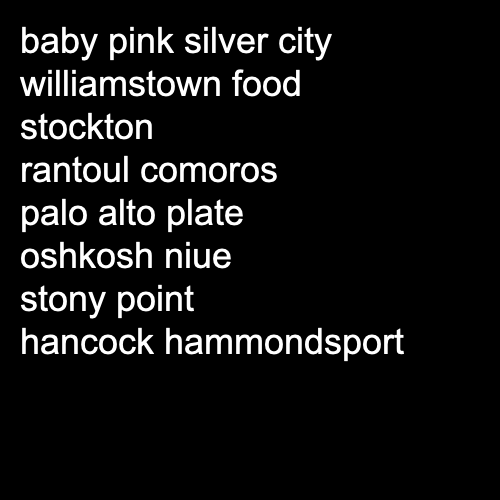 baby pink silver city
williamstown food
stockton
rantoul comoros
palo alto plate
oshkosh niue
stony point
hancock hammondsport